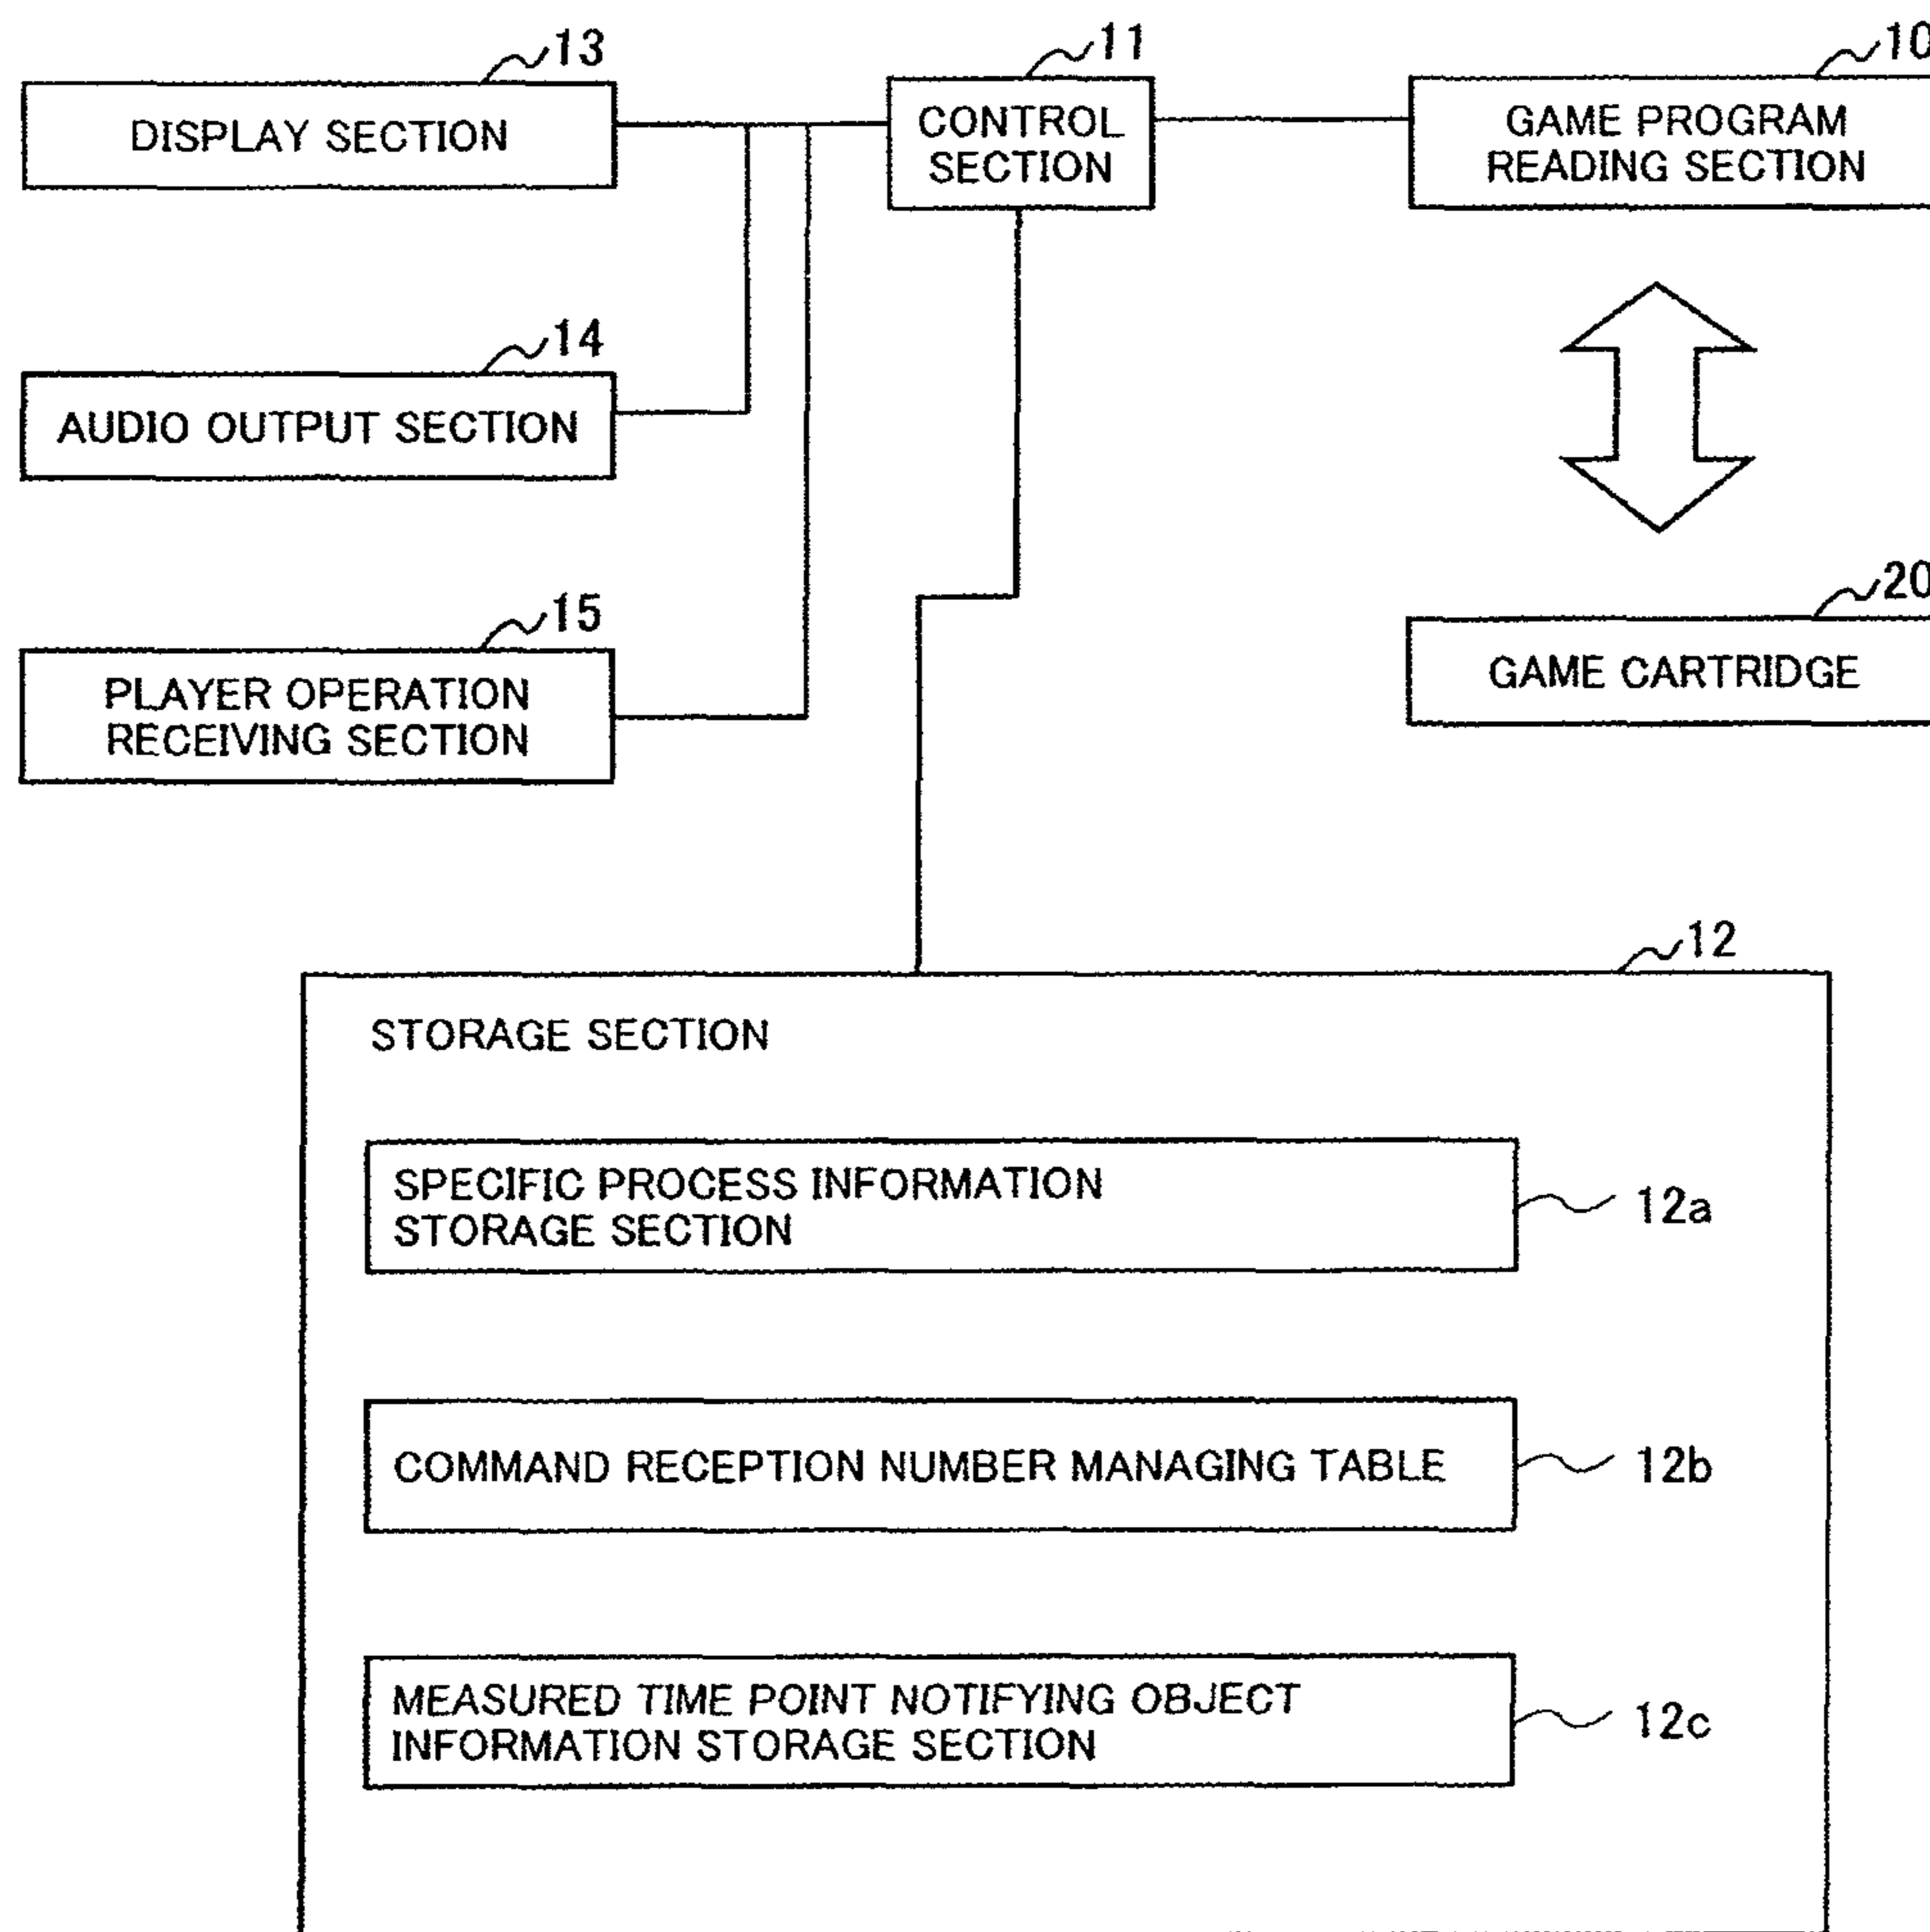 13
DISPLAY SECTION
11
CONTROL
SECTION
10
GAME PROGRAM
READING SECTION
14
AUDIO OUTPUT SECTION
15
PLAYER OPERATION
RECEIVING SECTION
20
GAME CARTRIDGE
12
STORAGE SECTION
SPECIFIC PROCESS INFORMATION
STORAGE SECTION
12a
COMMAND RECEPTION NUMBER MANAGING TABLE
12b
MEASURED TIME POINT NOTIFYING OBJECT
INFORMATION STORAGE SECTION
12c